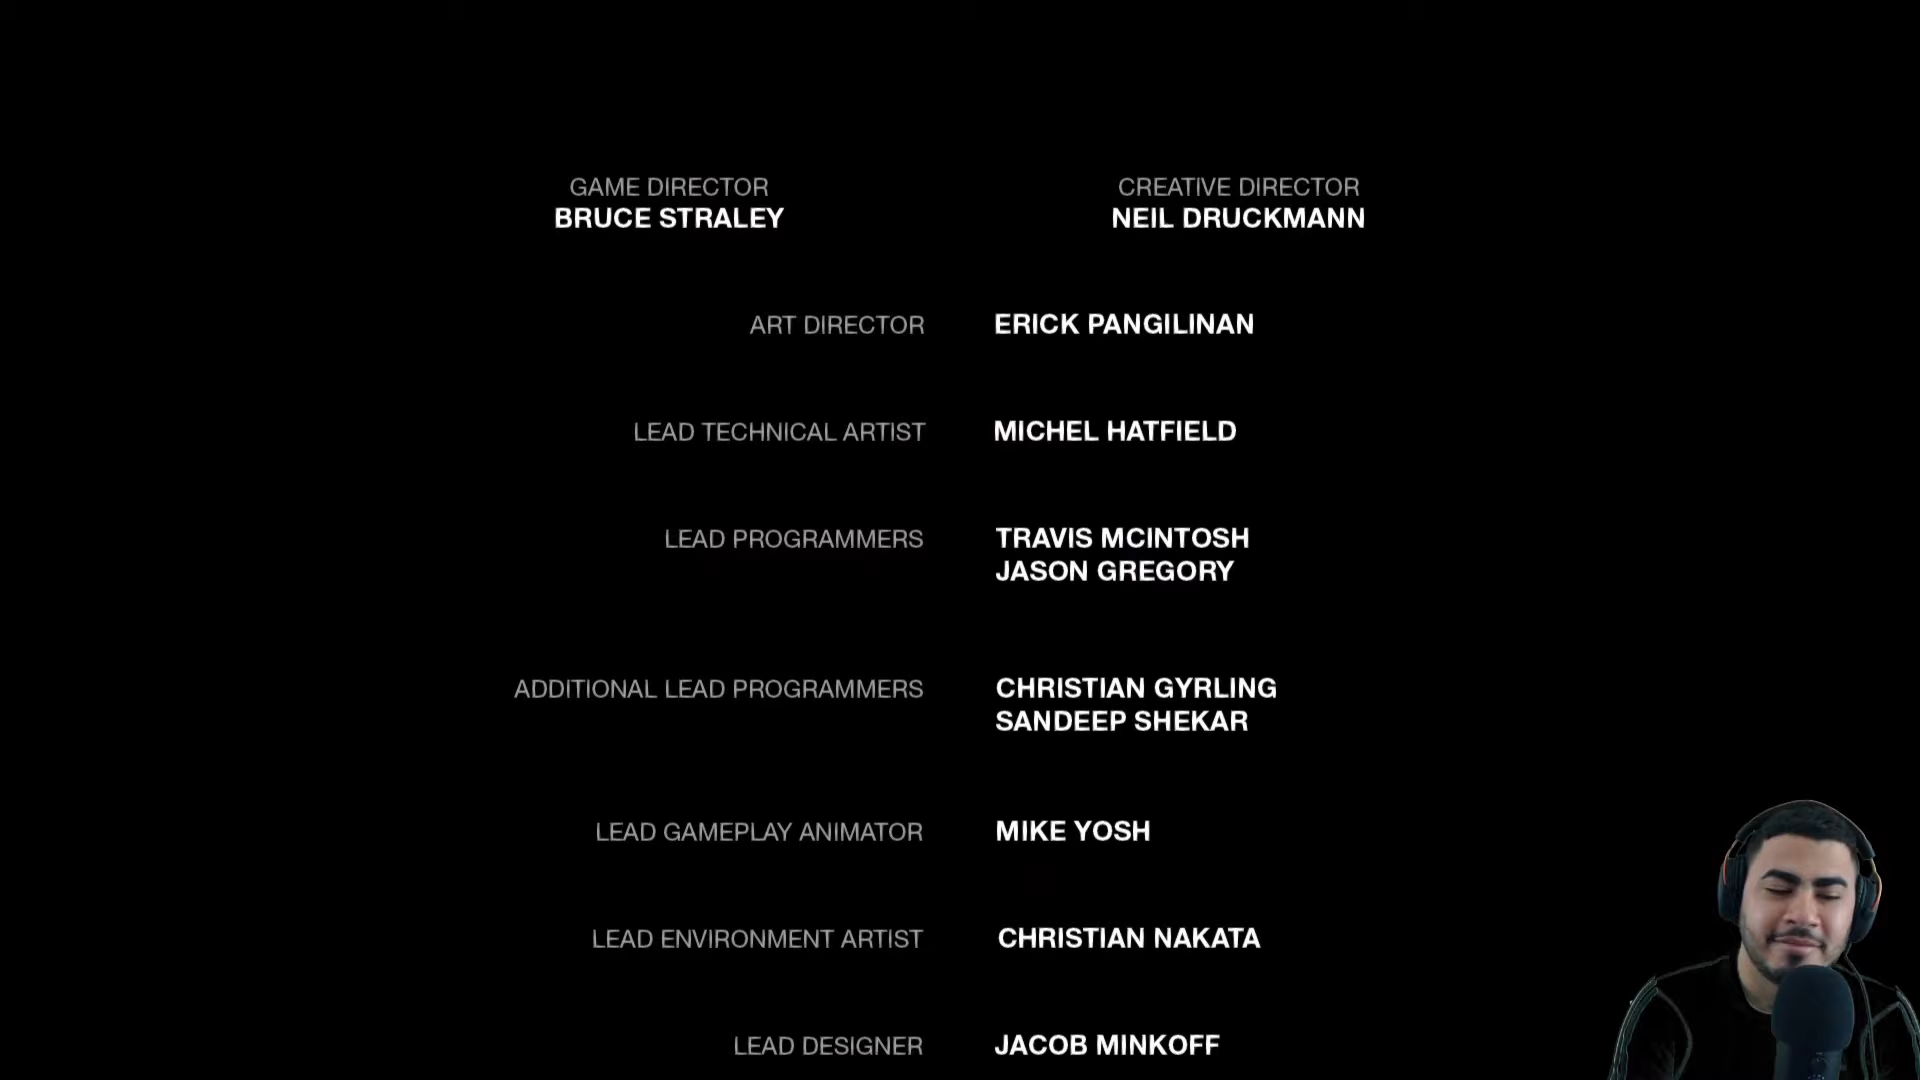 GAME DIRECTOR
BRUCE STRALEY
CREATIVE DIRECTOR
NEIL DRUCKMANN
ART DIRECTOR ERICK PANGILINAN
LEAD TECHNICAL ARTIST MICHEL HATFIELD
LEAD PROGRAMMERS TRAVIS MCINTOSH
JASON GREGORY
ADDITIONAL LEAD PROGRAMMERS CHRISTIAN GYRLING
SANDEEP SHEKAR
LEAD GAMEPLAY ANIMATOR MIKE YOSH
LEAD ENVIRONMENT ARTIST CHRISTIAN NAKATA
LEAD DESIGNER JACOB MINKOFF